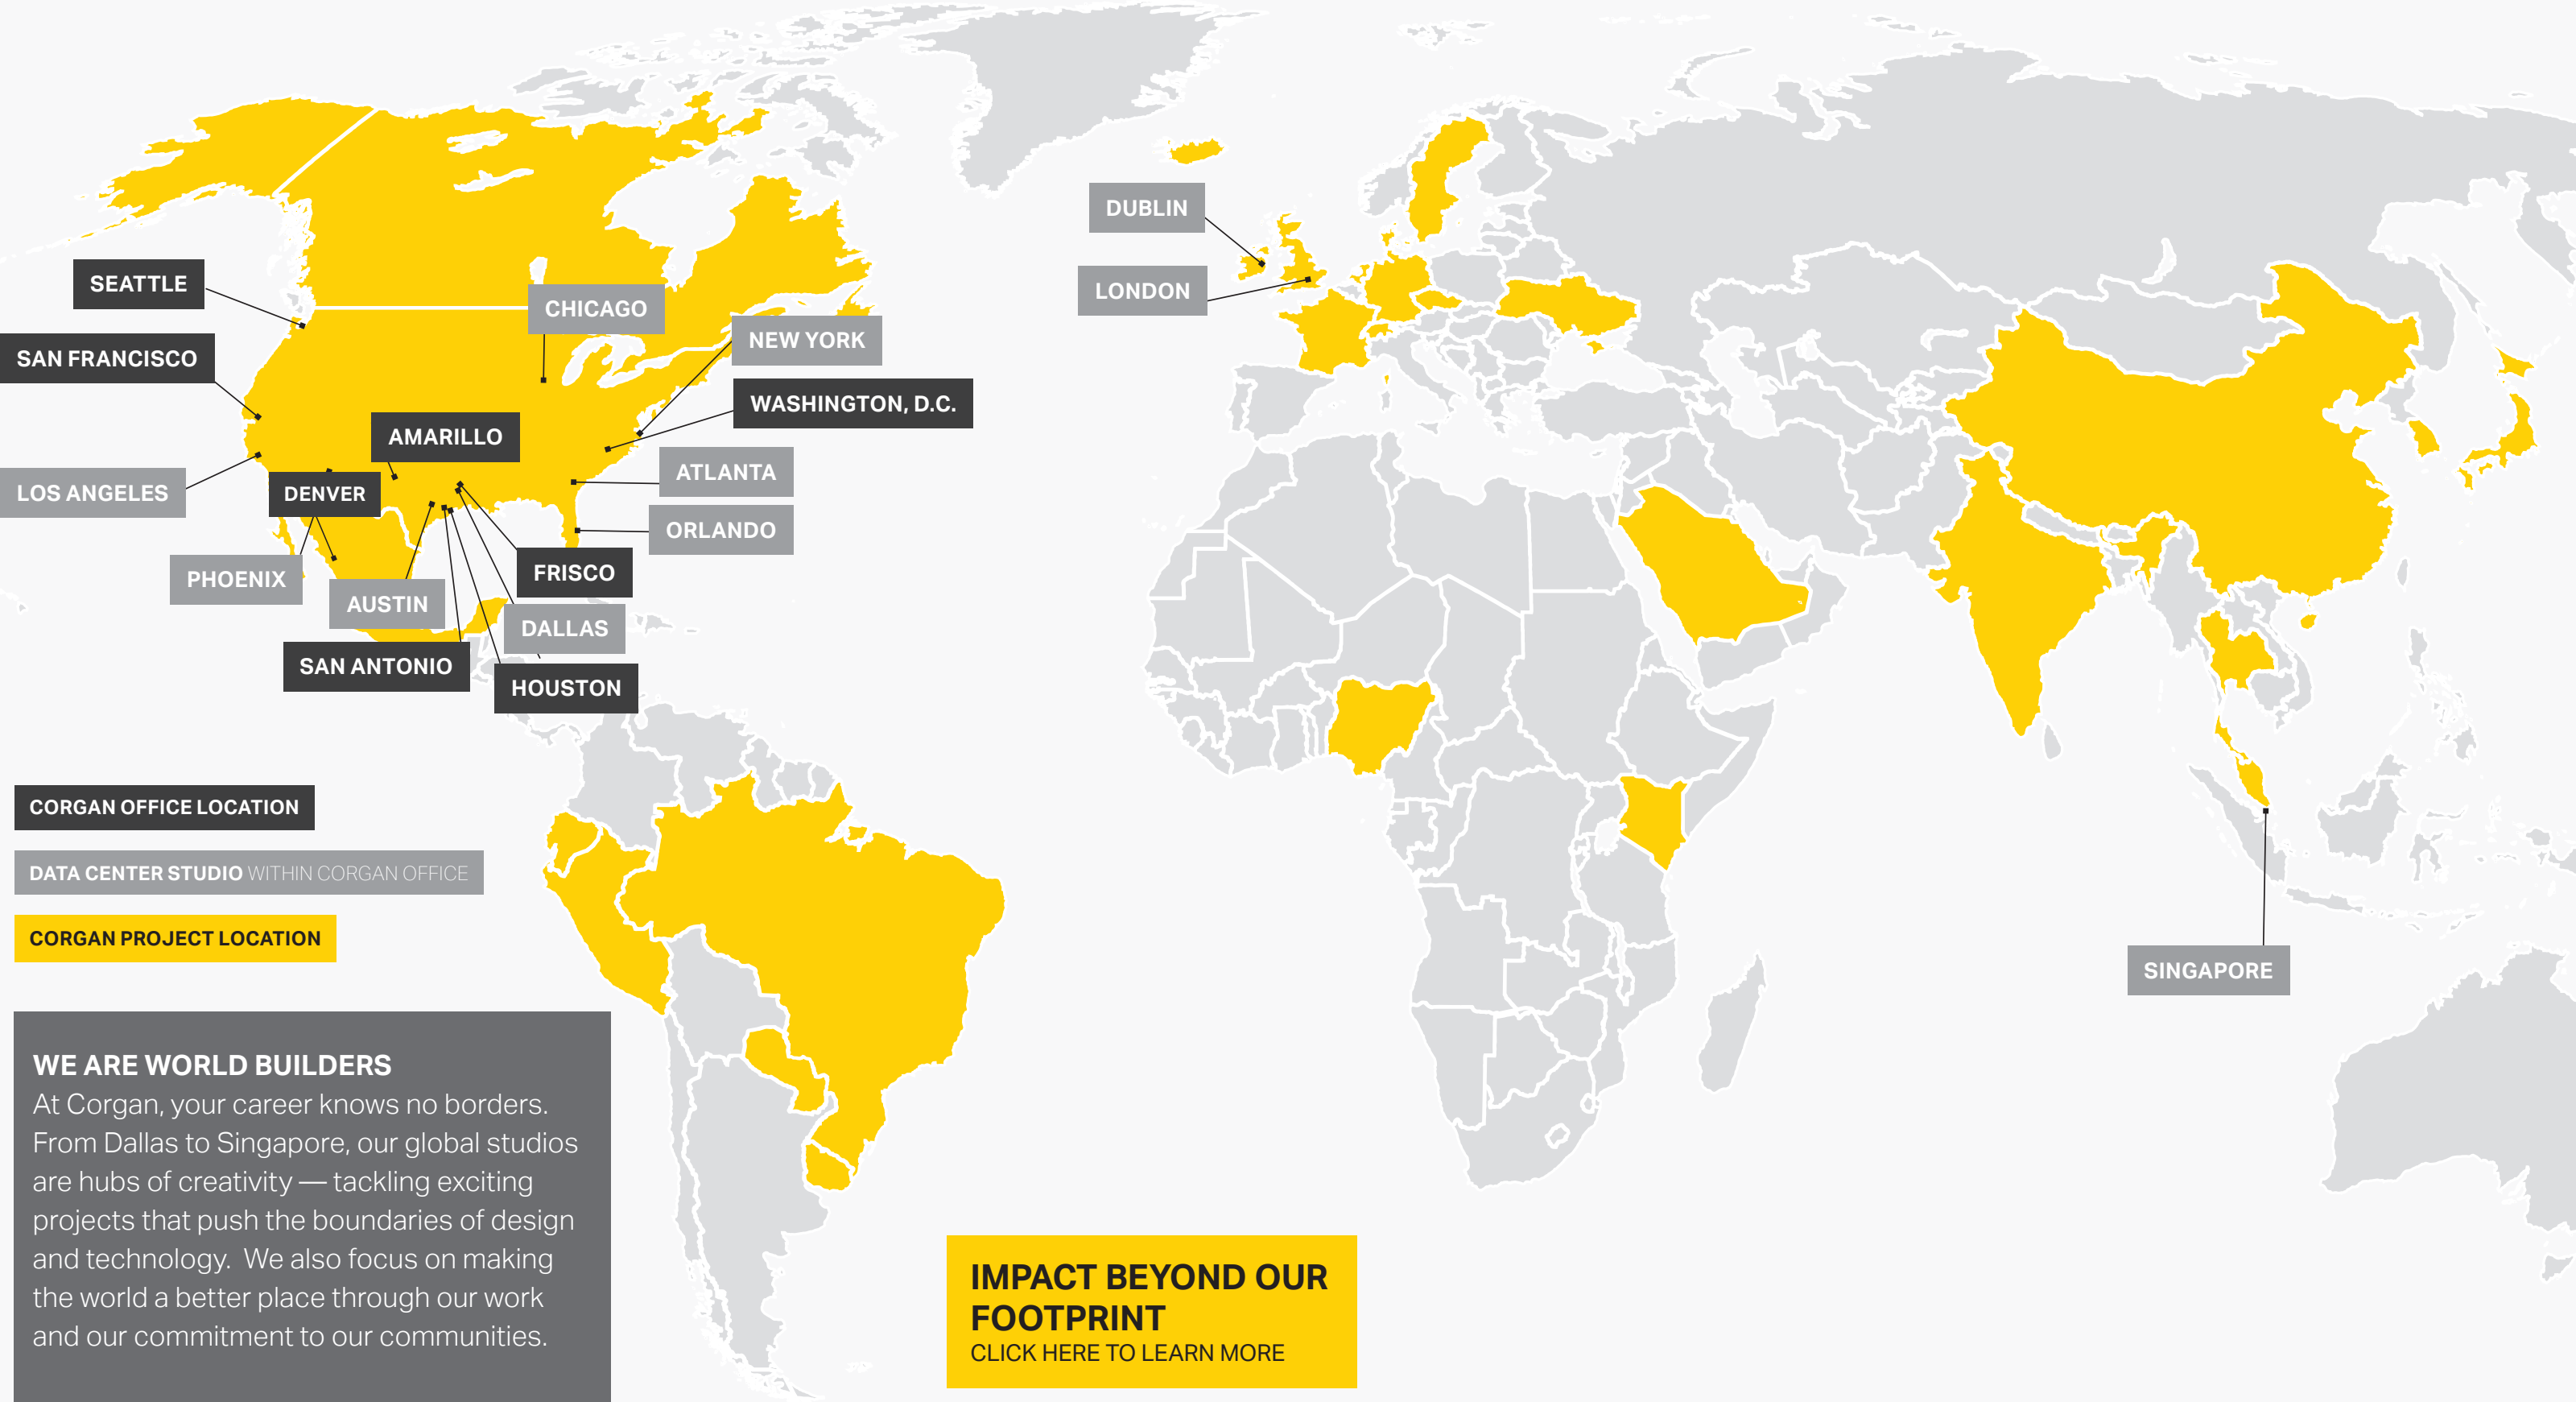 DUBLIN
LONDON
SEATTLE
CHICAGO
SAN FRANCISCO
NEW YORK
WASHINGTON, D.C.
AMARILLO
ATLANTA
LOS ANGELES
DENVER
ORLANDO
PHOENIX
FRISCO
AUSTIN
DALLAS
SAN ANTONIO
HOUSTON
SINGAPORE
CORGAN OFFICE LOCATION
DATA CENTER STUDIO WITHIN CORGAN OFFICE
CORGAN PROJECT LOCATION
WE ARE WORLD BUILDERS
At Corgan, your career knows no borders.
From Dallas to Singapore, our global studios
are hubs of creativity — tackling exciting
projects that push the boundaries of design
and technology.  We also focus on making
the world a better place through our work
and our commitment to our communities.
IMPACT BEYOND OUR
FOOTPRINT
CLICK HERE TO LEARN MORE